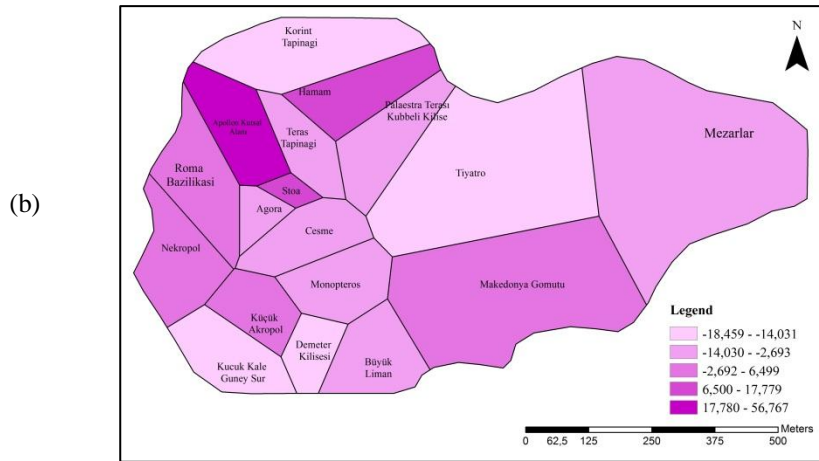 (b)
N
Korint
Tapinagi
Hamam
Apollon Kutsal
Alanı
Teras
Tapinagi
Palaestra Terası
Kubbeli Kilise
Mezarlar
Roma
Bazilikasi
Tiyatro
Stoa
Agora
Cesme
Nekropol
Monopteros
Makedonya Gomutu
Küçük
Akropol
Demeter
Kilisesi
Büyük
Liman
Kucuk Kale
Guney Sur
Legend
-18,459 - -14,031
-14,030 - -2,693
-2,692 - 6,499
6,500 - 17,779
17,780 - 56,767
Meters
0 62,5 125 250 375 500